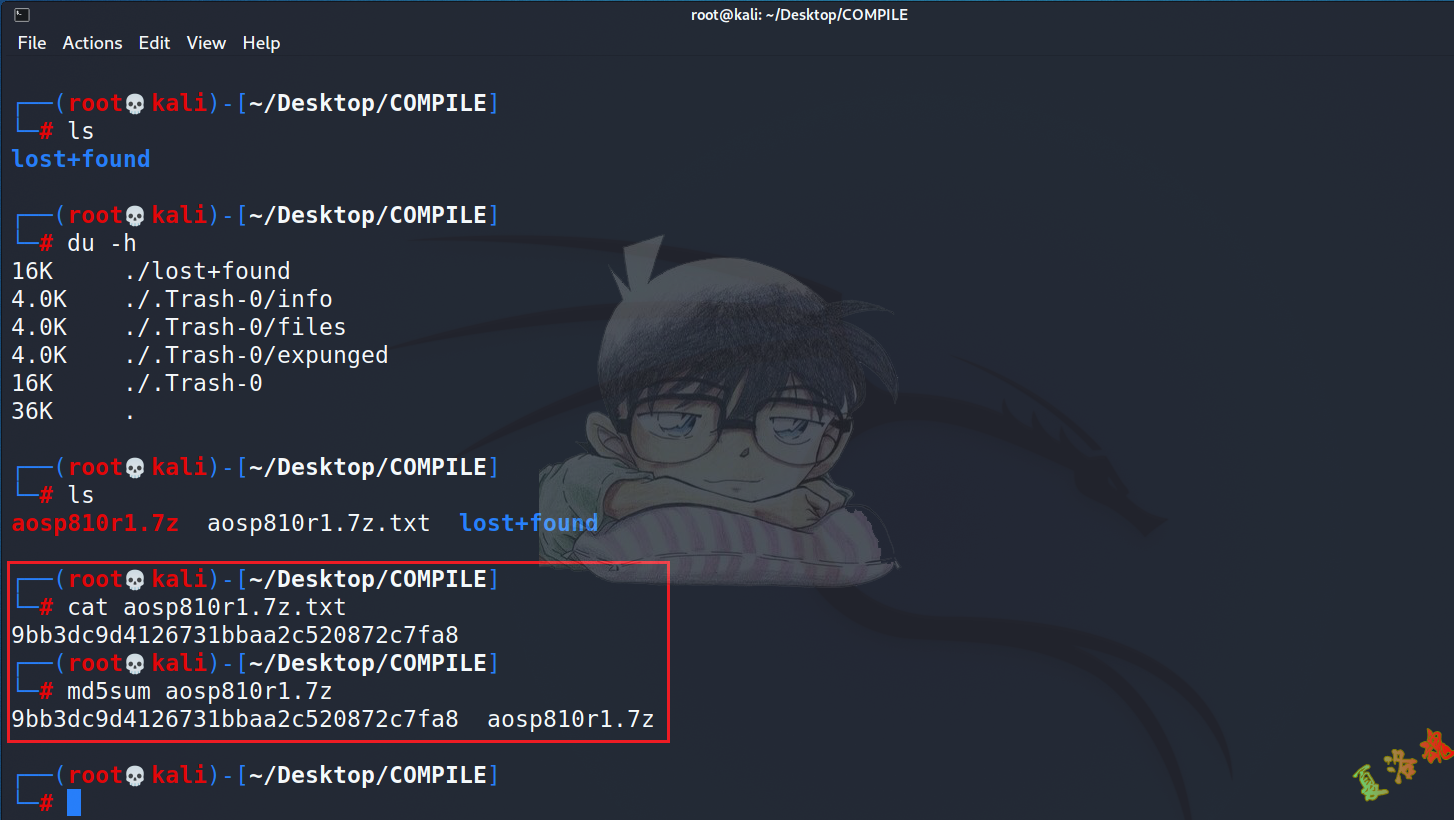 root@kali: ~/Desktop/COMPILE
File Actions Edit View Help
┌──(root💀kali)-[~/Desktop/COMPILE]
└─# ls
lost+found
┌──(root💀kali)-[~/Desktop/COMPILE]
└─# du -h
16K ./lost+found
4.0K ./.Trash-0/info
4.0K ./.Trash-0/files
4.0K ./.Trash-0/expunged
16K ./.Trash-0
36K .
┌──(root💀kali)-[~/Desktop/COMPILE]
└─# ls
aosp810r1.7z aosp810r1.7z.txt lost+found
┌──(root💀kali)-[~/Desktop/COMPILE]
└─# cat aosp810r1.7z.txt
9bb3dc9d4126731bbaa2c520872c7fa8
┌──(root💀kali)-[~/Desktop/COMPILE]
└─# md5sum aosp810r1.7z
9bb3dc9d4126731bbaa2c520872c7fa8 aosp810r1.7z
┌──(root💀kali)-[~/Desktop/COMPILE]
└─#